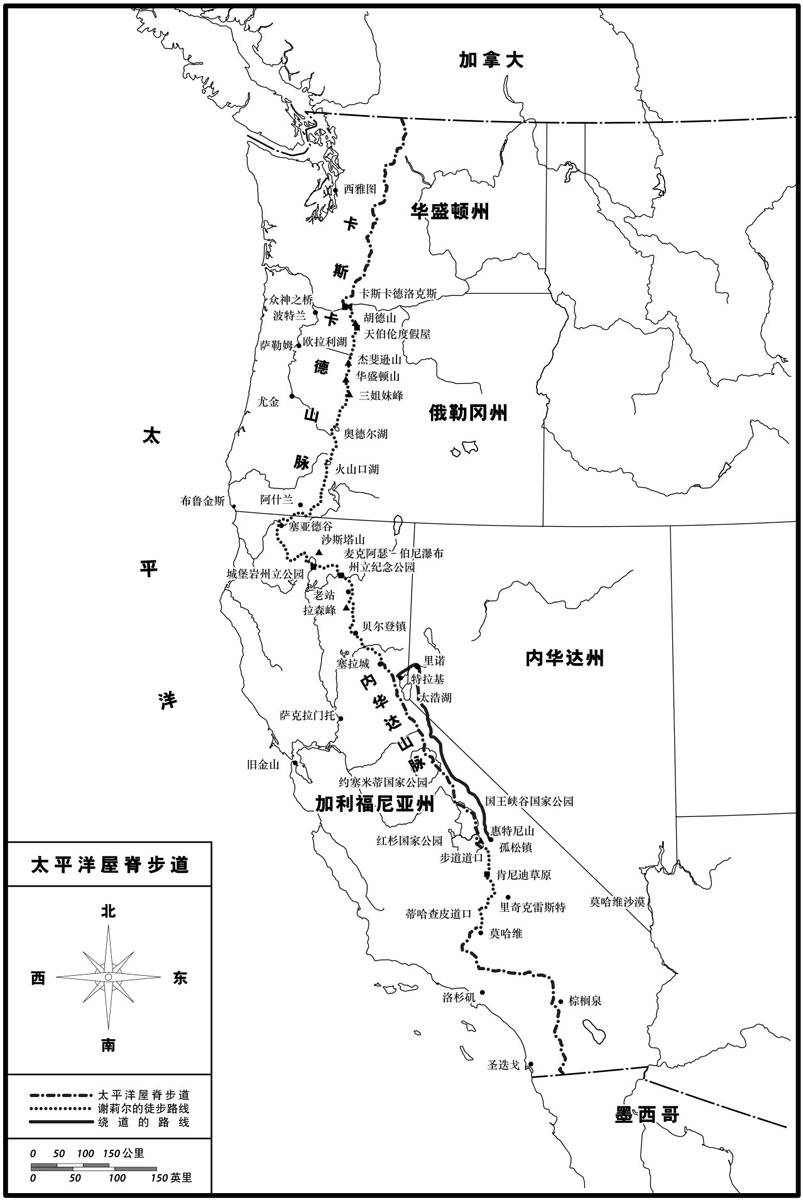 加拿大
西雅图
华盛顿州
卡斯卡德山脉
卡斯卡德洛克斯
众神之桥
波特兰
胡德山
天伯伦度假屋
萨勒姆
欧拉利湖
杰斐逊山
华盛顿山
三姐妹峰
尤金
俄勒冈州
奥德尔湖
火山口湖
太平洋
布鲁金斯
阿什兰
塞亚德谷
沙斯塔山
麦克阿瑟–伯尼瀑布
州立纪念公园
城堡岩州立公园
老站
拉森峰
贝尔登镇
塞拉城
里诺
特拉基
太浩湖
内华达州
内华达山脉
萨克拉门托
旧金山
约塞米蒂国家公园
加利福尼亚州
国王峡谷国家公园
惠特尼山
红杉国家公园
孤松镇
步道道口
肯尼迪草原
里奇克雷斯特
莫哈维沙漠
蒂哈查皮道口
莫哈维
洛杉矶
棕榈泉
圣迭戈
墨西哥
太平洋屋脊步道
北
西
东
南
太平洋屋脊步道
谢莉尔的徒步路线
绕道的路线
0 50 100 150 公里
0 50 100 150 英里